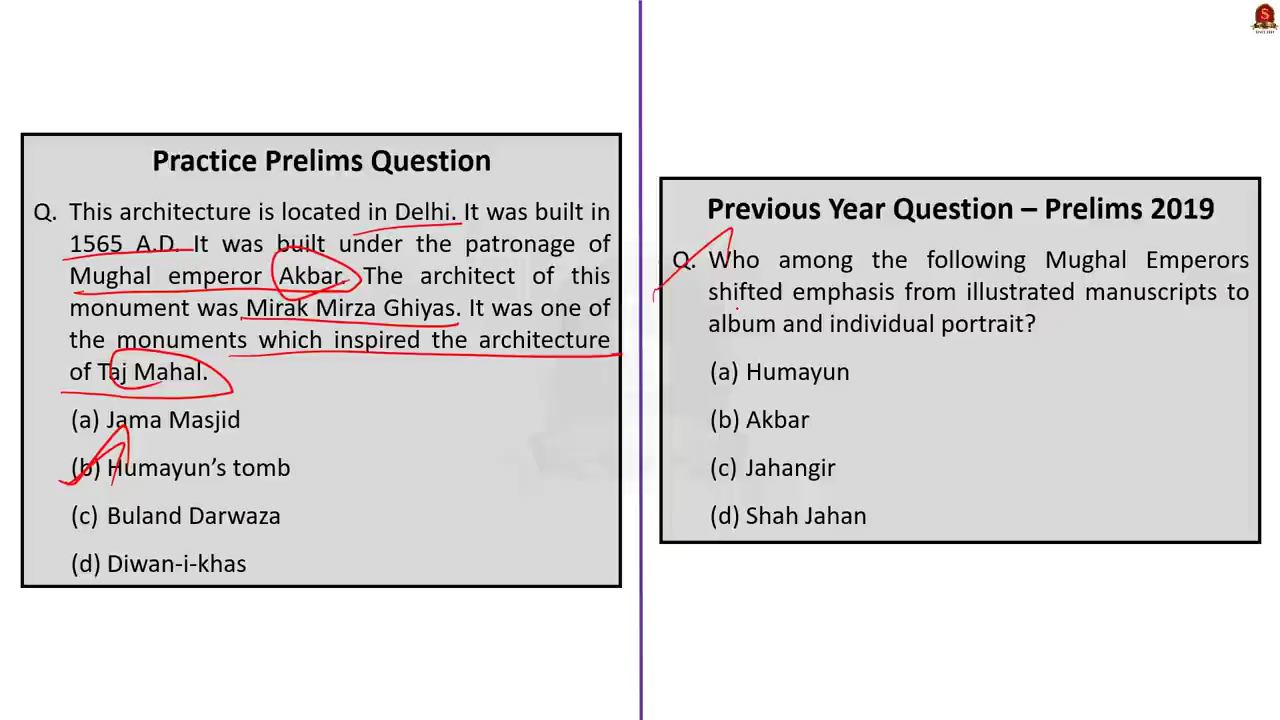 Practice Prelims Question
Q. This architecture is located in Delhi. It was built in
1565 A.D. It was built under the patronage of
Mughal emperor Akbar. The architect of this
monument was Mirak Mirza Ghiyas. It was one of
the monuments which inspired the architecture
of Taj Mahal.
(a) Jama Masjid
(b) Humayun’s tomb
(c) Buland Darwaza
(d) Diwan-i-khas
Previous Year Question – Prelims 2019
Q. Who among the following Mughal Emperors
shifted emphasis from illustrated manuscripts to
album and individual portrait?
(a) Humayun
(b) Akbar
(c) Jahangir
(d) Shah Jahan